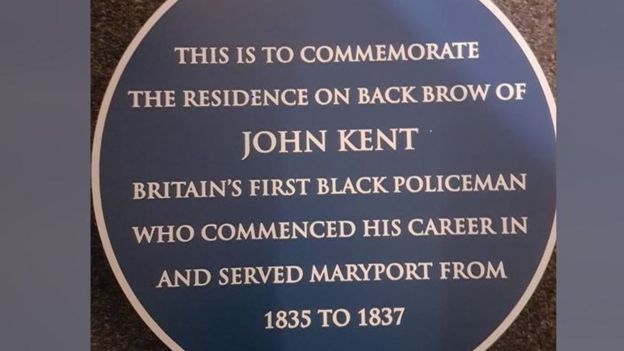 THIS IS TO COMMEMORATE
THE RESIDENCE ON BACK BROW OF
JOHN KENT
BRITAIN'S FIRST BLACK POLICEMAN
WHO COMMENCED HIS CAREER IN
AND SERVED MARYPORT FROM
1835 TO 1837